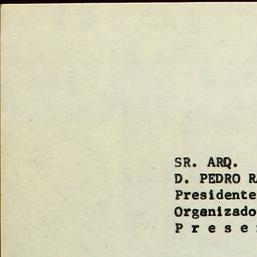 SR. ARQ.
D. PEDRO R
Presidente
Organizado
P r e s e